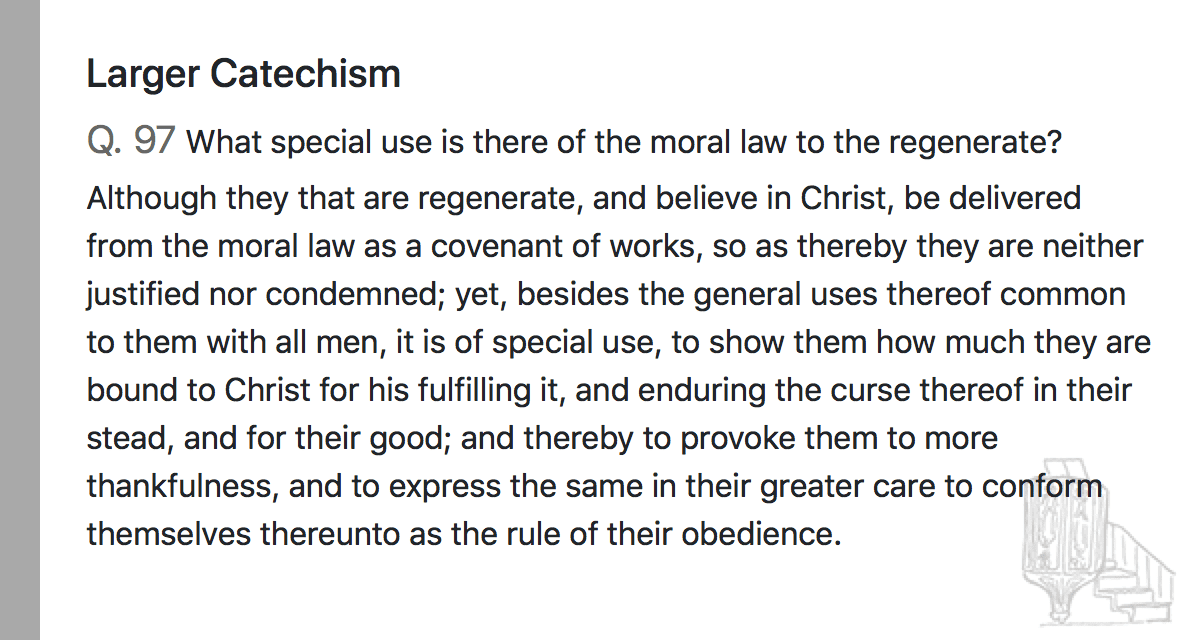 Larger Catechism
Q. 97 What special use is there of the moral law to the regenerate?
Although they that are regenerate, and believe in Christ, be delivered
from the moral law as a covenant of works, so as thereby they are neither
justified nor condemned; yet, besides the general uses thereof common
to them with all men, it is of special use, to show them how much they are
bound to Christ for his fulfilling it, and enduring the curse thereof in their
stead, and for their good; and thereby to provoke them to more
thankfulness, and to express the same in their greater care to conform
themselves thereunto as the rule of their obedience.